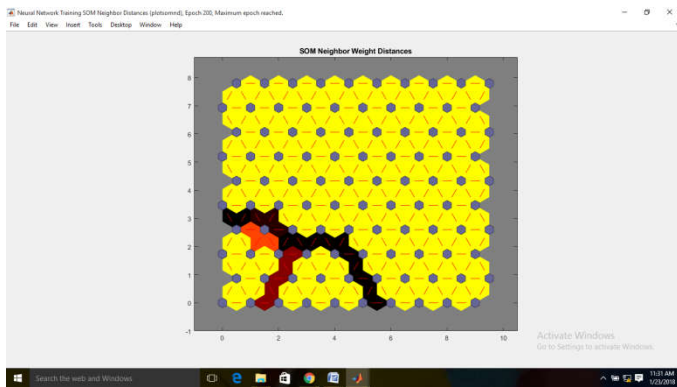 Neural Network Training SOM Neighbor Distances (plotsomnd), Epoch 200, Maximum epoch reached.
File Edit View Insert Tools Desktop Window Help
SOM Neighbor Weight Distances
8
7
6
5
4
3
2
1
0
-1
0 2 4 6 8 10
Activate Windows
Go to Settings to activate Windows.
Search the web and Windows
11:31 AM
1/23/2018